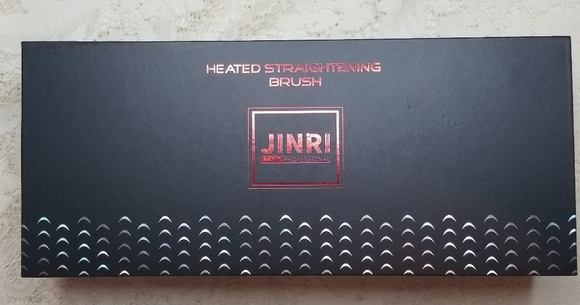 HEATED STRAIGHTENING
BRUSH
JINRI
PROFESSIONAL